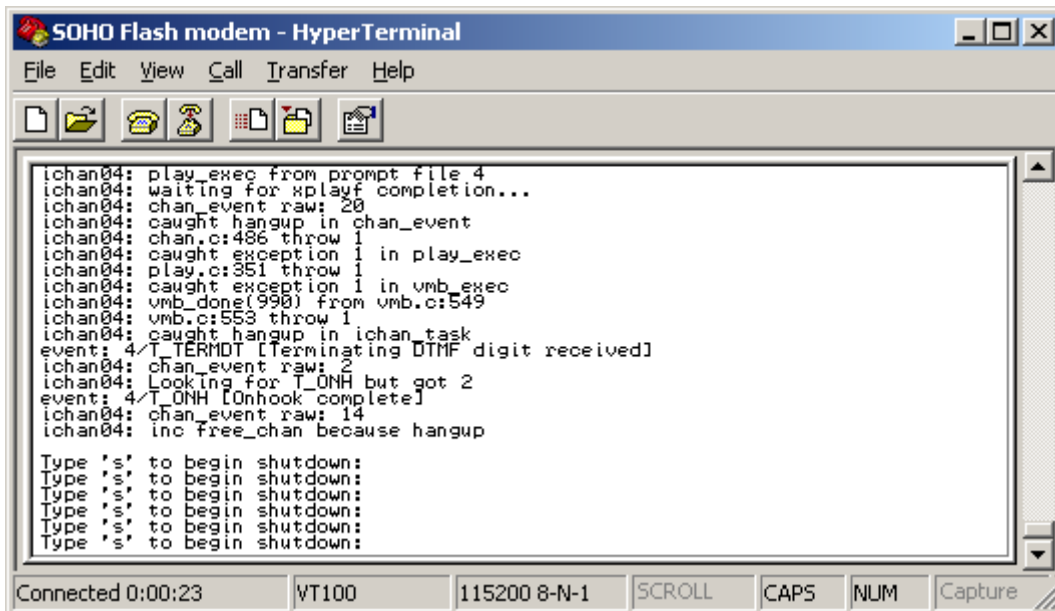 SOHO Flash modem - HyperTerminal
File Edit View Call Transfer Help
ichan04: play_exec from prompt file 4
ichan04: waiting for xplayf completion...
ichan04: chan_event raw: 20
ichan04: caught hangup in chan_event
ichan04: chan.c:486 throw 1
ichan04: caught exception 1 in play_exec
ichan04: play.c:351 throw 1
ichan04: caught exception 1 in vmb_exec
ichan04: vmb_done(990) from vmb.c:549
ichan04: vmb.c:553 throw 1
ichan04: caught hangup in ichan_task
event: 4/T_TERMDT [Terminating DTMF digit received]
ichan04: chan_event raw: 2
ichan04: Looking for T_ONH but got 2
event: 4/T_ONH [Onhook complete]
ichan04: chan_event raw: 14
ichan04: inc free_chan because hangup
Type 's' to begin shutdown:
Type 's' to begin shutdown:
Type 's' to begin shutdown:
Type 's' to begin shutdown:
Type 's' to begin shutdown:
Type 's' to begin shutdown:
Connected 0:00:23 VT100 115200 8-N-1 SCROLL CAPS NUM Capture